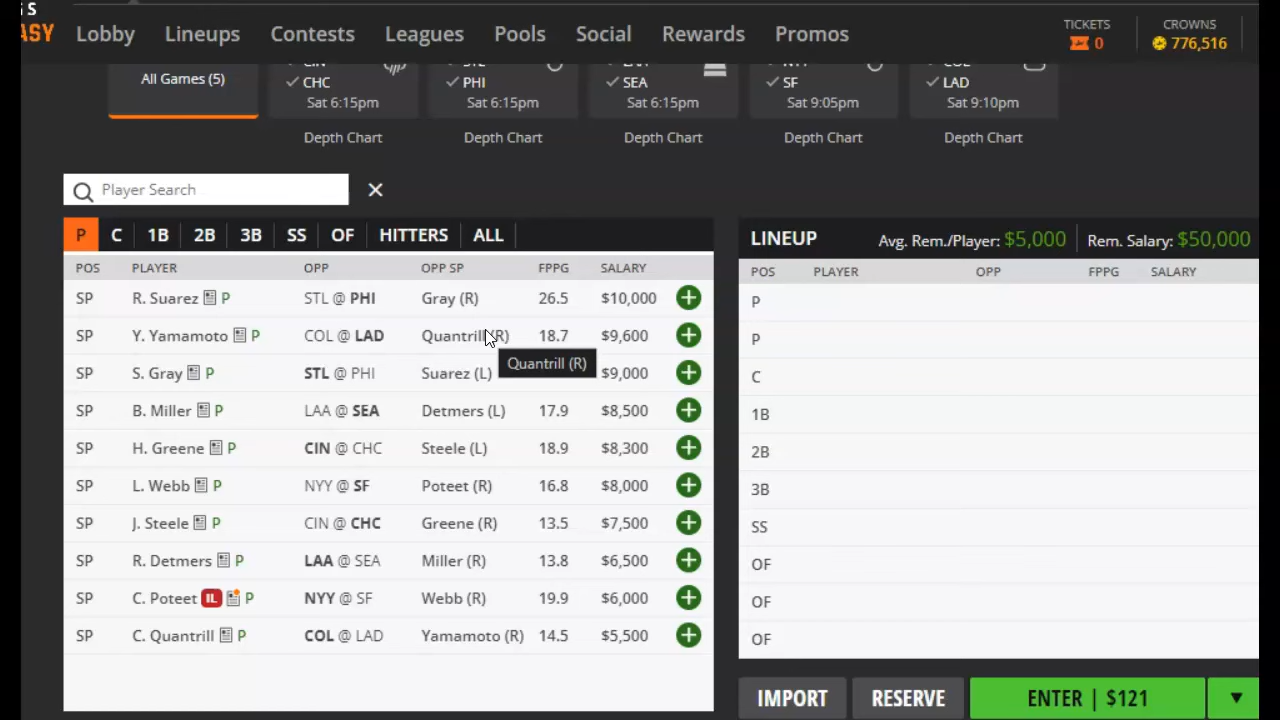 G S
ASY Lobby Lineups Contests Leagues Pools Social Rewards Promos TICKETS 0 CROWNS 776,516
All Games (5)
CHC PHI SEA SF LAD
Sat 6:15pm Sat 6:15pm Sat 6:15pm Sat 9:05pm Sat 9:10pm
Depth Chart Depth Chart Depth Chart Depth Chart Depth Chart
Player Search
P C 1B 2B 3B SS OF HITTERS ALL
POS PLAYER OPP OPP SP FPPG SALARY
SP R. Suarez P STL @ PHI Gray (R) 26.5 $10,000
SP Y. Yamamoto P COL @ LAD Quantrill (R) 18.7 $9,600
Quantrill (R)
SP S. Gray P STL @ PHI Suarez (L) $9,000
SP B. Miller P LAA @ SEA Detmers (L) 17.9 $8,500
SP H. Greene P CIN @ CHC Steele (L) 18.9 $8,300
SP L. Webb P NYY @ SF Poteet (R) 16.8 $8,000
SP J. Steele P CIN @ CHC Greene (R) 13.5 $7,500
SP R. Detmers P LAA @ SEA Miller (R) 13.8 $6,500
SP C. Poteet IL P NYY @ SF Webb (R) 19.9 $6,000
SP C. Quantrill P COL @ LAD Yamamoto (R) 14.5 $5,500
LINEUP Avg. Rem./Player: $5,000 Rem. Salary: $50,000
POS PLAYER OPP FPPG SALARY
P
P
C
1B
2B
3B
SS
OF
OF
OF
IMPORT RESERVE ENTER | $121